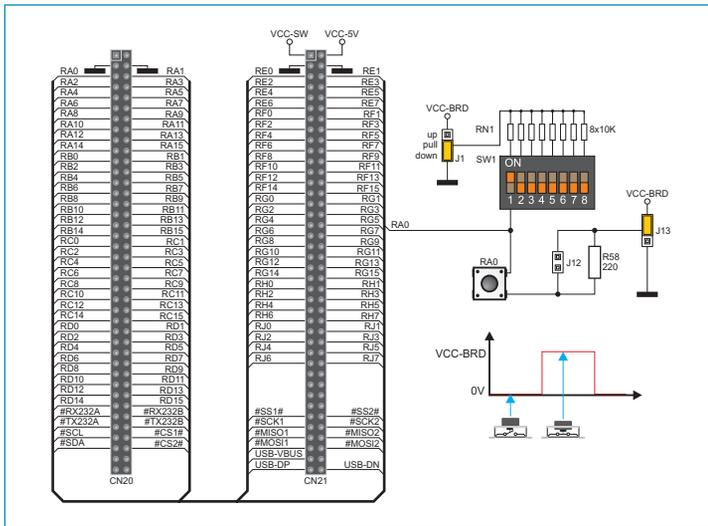 VCC-SW VCC-5V
RA0 RA1 RE0 RE1
RA2 RA3 RE2 RE3
RA4 RA5 RE4 RE5
RA6 RA7 RE6 RE7
RA8 RA9 RF0 RF1
RA10 RA11 RF2 RF3
RA12 RA13 RF4 RF5
RA14 RA15 RF6 RF7
RB0 RB1 RF8 RF9
RB2 RB3 RF10 RF11
RB4 RB5 RF12 RF13
RB6 RB7 RF14 RF15
RB8 RB9 RG0 RG1
RB10 RB11 RG2 RG3
RB12 RB13 RG4 RG5
RB14 RB15 RG6 RG7
RC0 RC1 RG8 RG9
RC2 RC3 RG10 RG11
RC4 RC5 RG12 RG13
RC6 RC7 RG14 RG15
RC8 RC9 RH0 RH1
RC10 RC11 RH2 RH3
RC12 RC13 RH4 RH5
RC14 RC15 RH6 RH7
RD0 RD1 RJ0 RJ1
RD2 RD3 RJ2 RJ3
RD4 RD5 RJ4 RJ5
RD6 RD7 RJ6 RJ7
RD8 RD9
RD10 RD11
RD12 RD13
RD14 RD15
#RX232A #RX232B #SS1# #SS2#
#TX232A #TX232B #SCK1 #SCK2
#SCL #CS1# #MISO1 #MISO2
#SDA #CS2# #MOSI1 #MOSI2
USB-VBUS
USB-DP USB-DN
CN20 CN21
VCC-BRD
up
pull
down
J1
RN1 8x10K
SW1
ON
1 2 3 4 5 6 7 8
RA0
VCC-BRD
J13
RA0
J12
R58
220
VCC-BRD
0V